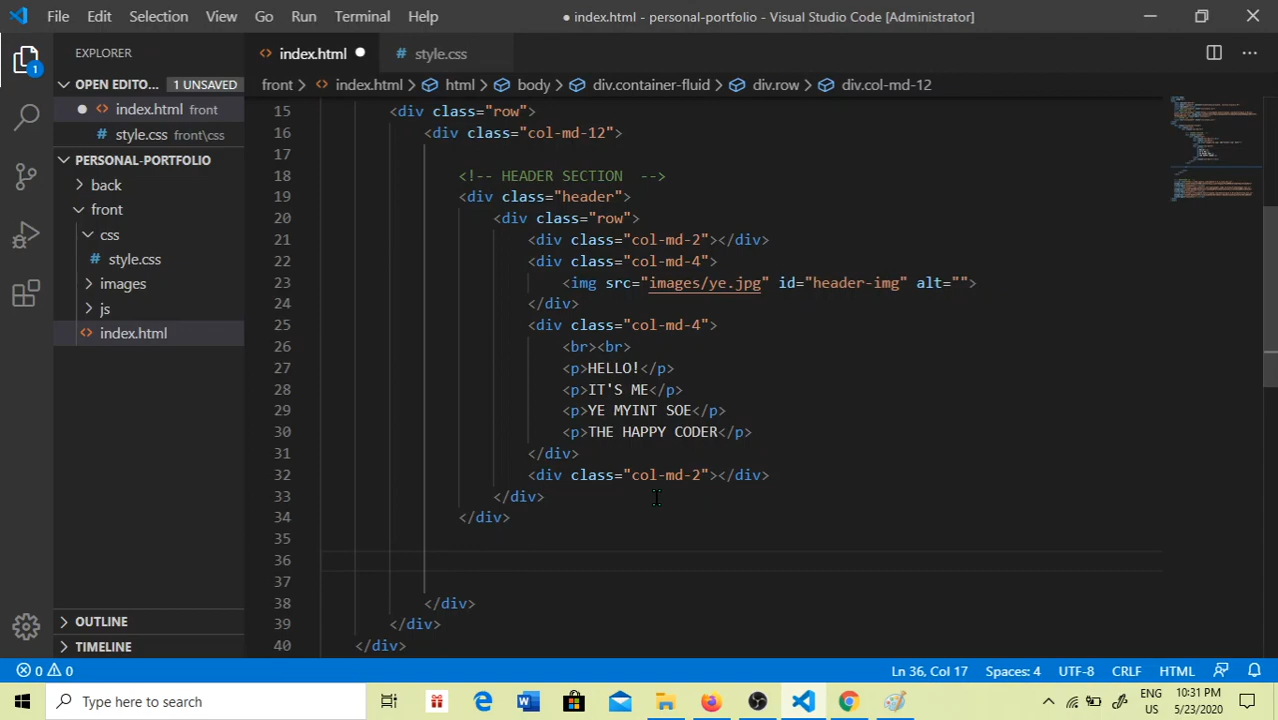 File Edit Selection View Go Run Terminal Help
● index.html - personal-portfolio - Visual Studio Code [Administrator]
EXPLORER
index.html ●
style.css
OPEN EDITO... 1 UNSAVED
● index.html front
style.css front\css
PERSONAL-PORTFOLIO
back
front
css
style.css
images
js
index.html
OUTLINE
TIMELINE
1
front > index.html > html > body > div.container-fluid > div.row > div.col-md-12
15 <div class="row">
16 <div class="col-md-12">
17
18 <!-- HEADER SECTION -->
19 <div class="header">
20 <div class="row">
21 <div class="col-md-2"></div>
22 <div class="col-md-4">
23 <img src="images/ye.jpg" id="header-img" alt="">
24 </div>
25 <div class="col-md-4">
26 <br><br>
27 <p>HELLO!</p>
28 <p>IT'S ME</p>
29 <p>YE MYINT SOE</p>
30 <p>THE HAPPY CODER</p>
31 </div>
32 <div class="col-md-2"></div>
33 </div>
34 </div>
35
36
37
38 </div>
39 </div>
40 </div>
0 0 Ln 36, Col 17 Spaces: 4 UTF-8 CRLF HTML
Type here to search
ENG
US
10:31 PM
5/23/2020